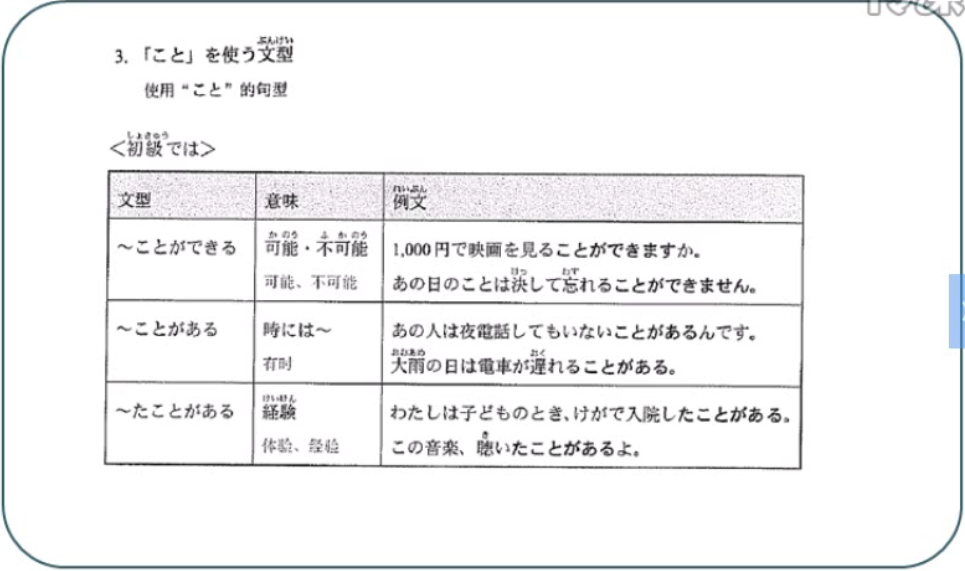 3. 「こと」を使う文型
使用“こと”的句型
＜初級では＞
文型 意味 例文
～ことができる 可能・不可能 1,000円で映画を見ることができますか。
可能、不可能 あの日のことは決して忘れることができません。
～ことがある 時には～ あの人は夜電話してもいないことがあるんです。
有时 大雨の日は電車が遅れることがある。
～たことがある 経験 わたしは子どものとき、けがで入院したことがある。
体验、经验 この音楽、聴いたことがあるよ。